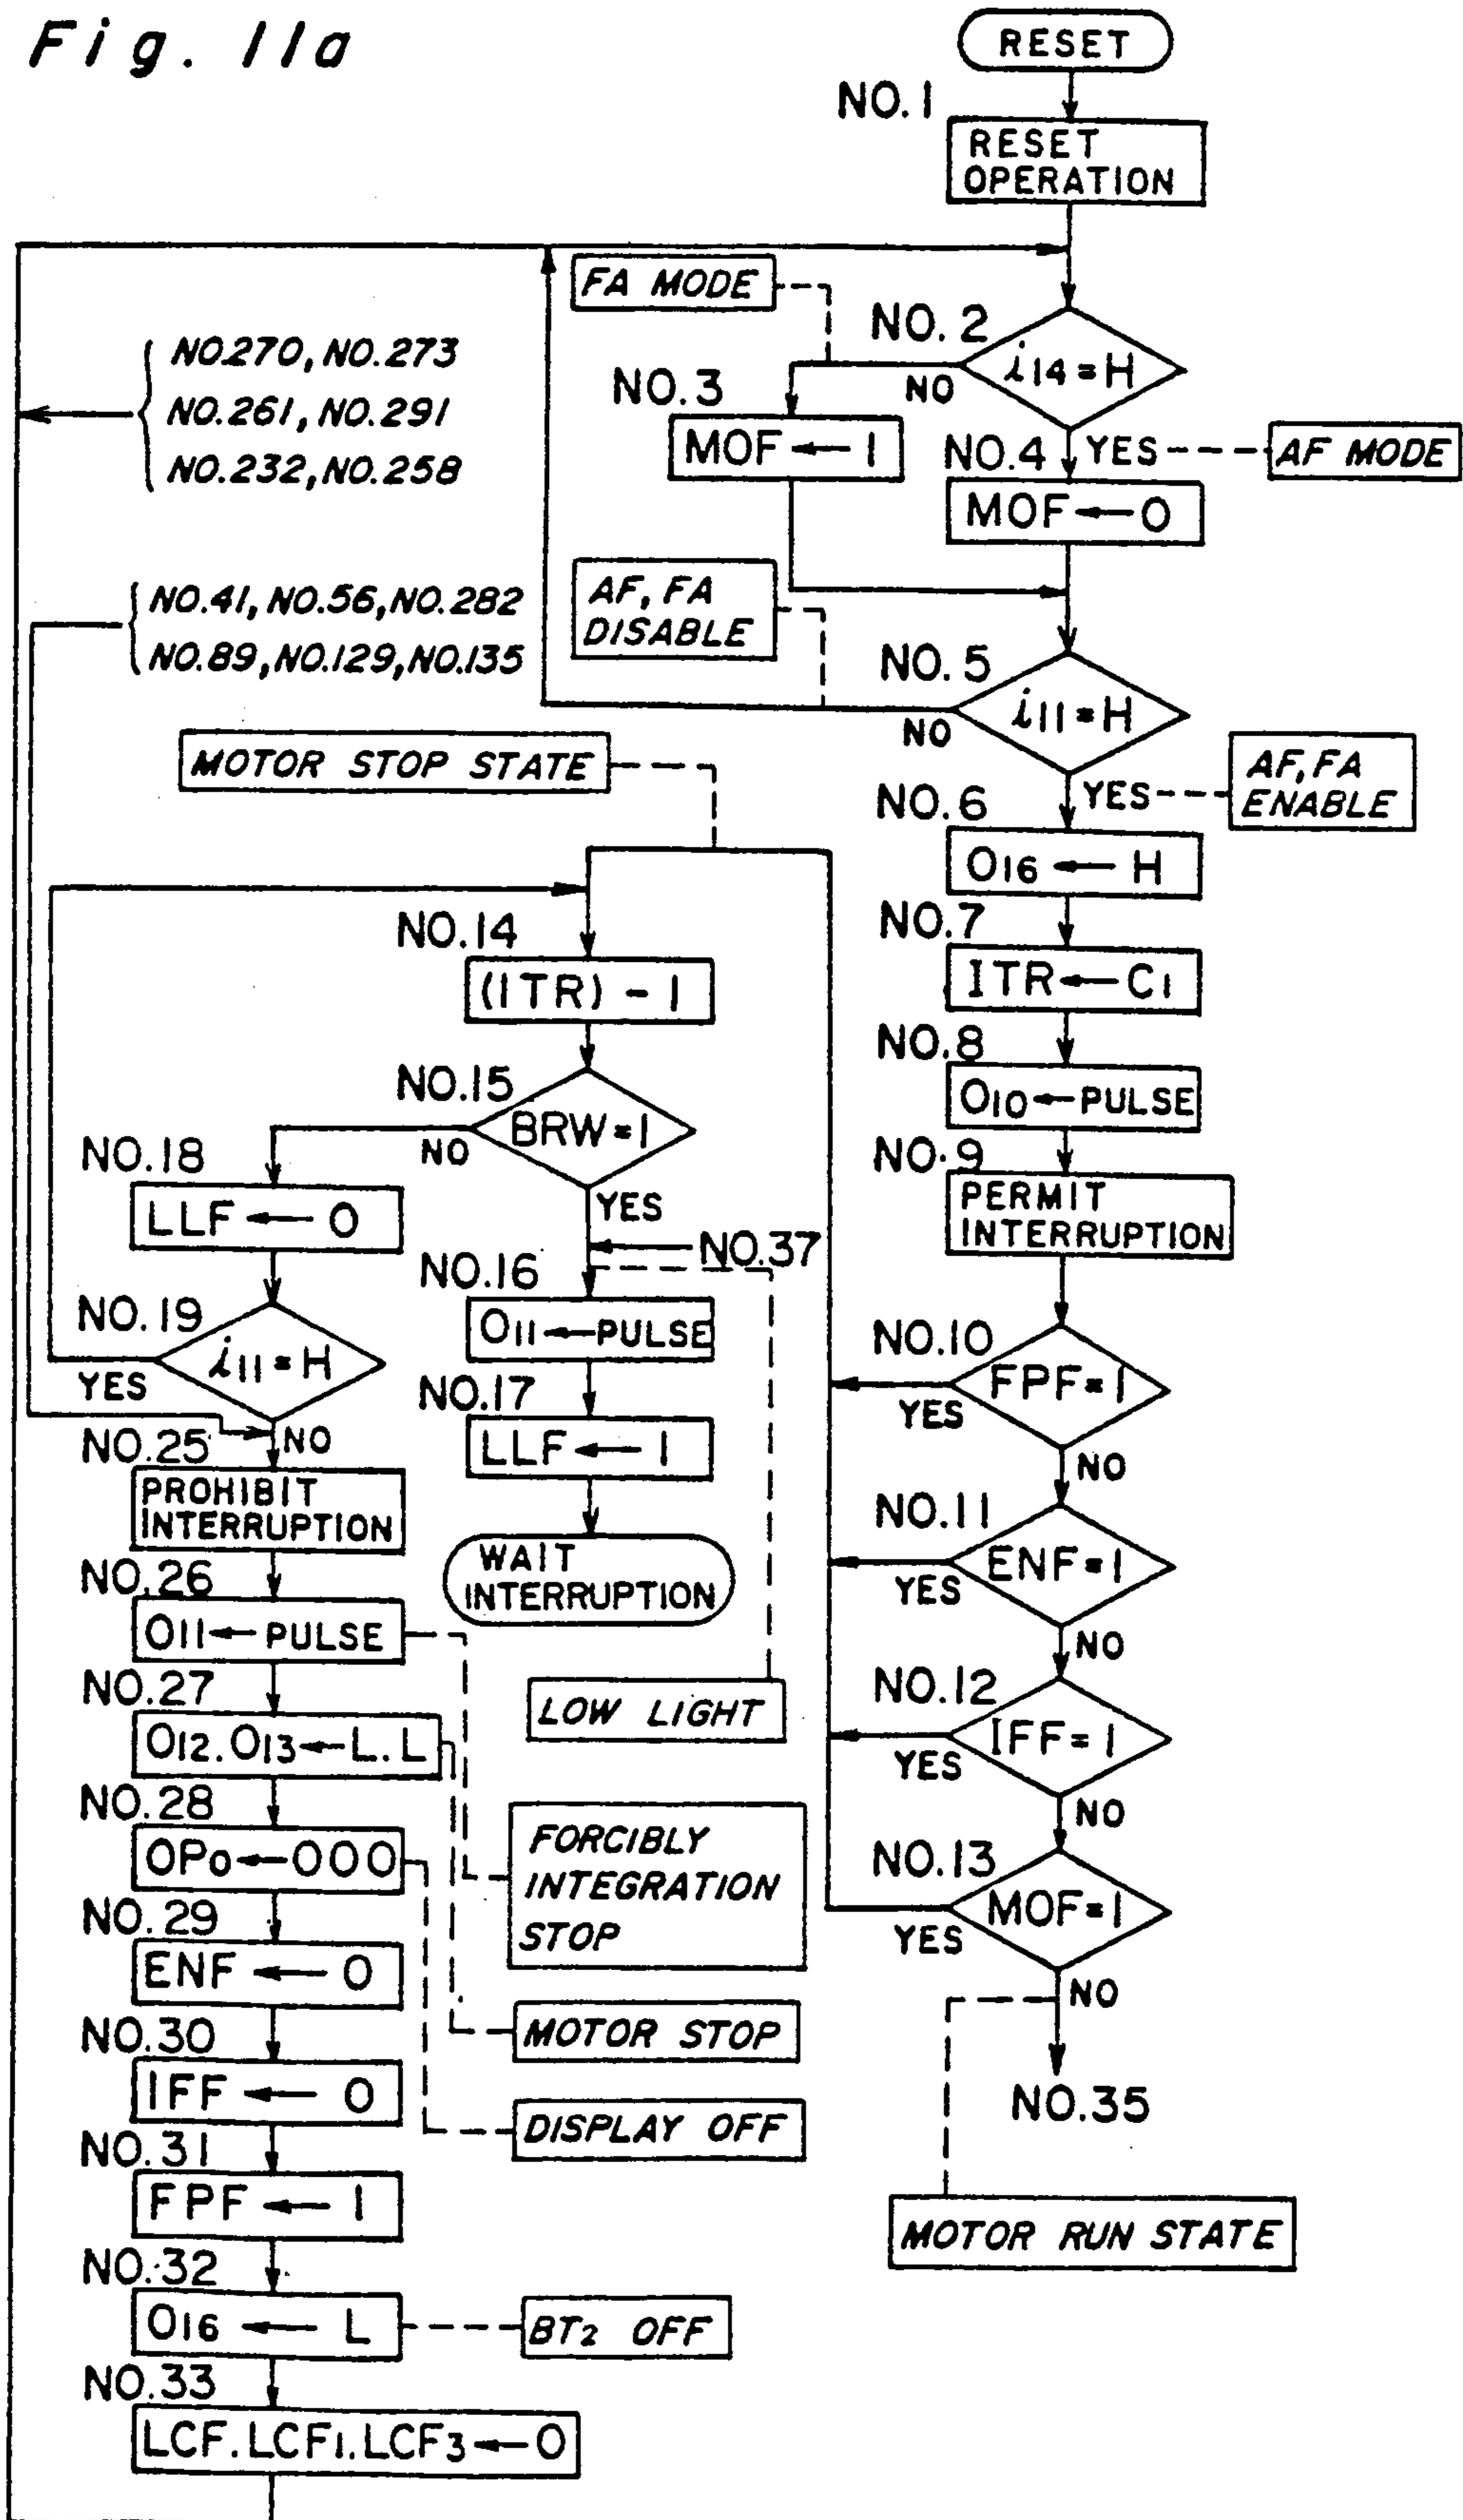 Fig. 11a
RESET
NO.1
RESET
OPERATION
FA MODE
NO.2
i14=H
NO
NO.270, NO.273
NO.261, NO.291
NO.232, NO.258
NO.3
MOF ← 1
NO.4
YES
AF MODE
MOF ← 0
NO.41, NO.56, NO.282
NO.89, NO.129, NO.135
AF, FA
DISABLE
NO.5
i11=H
NO
MOTOR STOP STATE
YES
AF, FA
ENABLE
NO.6
O16 ← H
NO.7
ITR ← C1
NO.8
O10 ← PULSE
NO.9
PERMIT
INTERRUPTION
NO.10
FPF=1
YES
NO
NO.11
ENF=1
YES
NO
NO.12
IFF=1
YES
NO
NO.13
MOF=1
YES
NO
NO.35
MOTOR RUN STATE
NO.14
(ITR) - 1
NO.15
BRW=1
NO
YES
NO.37
NO.16
O11 ← PULSE
NO.17
LLF ← 1
WAIT
INTERRUPTION
LOW LIGHT
NO.18
LLF ← 0
NO.19
i11=H
YES
NO
NO.25
PROHIBIT
INTERRUPTION
NO.26
O11 ← PULSE
NO.27
O12.O13 ← L.L
NO.28
OP0 ← 000
FORCIBLY
INTEGRATION
STOP
NO.29
ENF ← 0
MOTOR STOP
NO.30
IFF ← 0
DISPLAY OFF
NO.31
FPF ← 1
NO.32
O16 ← L
BT2 OFF
NO.33
LCF.LCF1.LCF3 ← 0